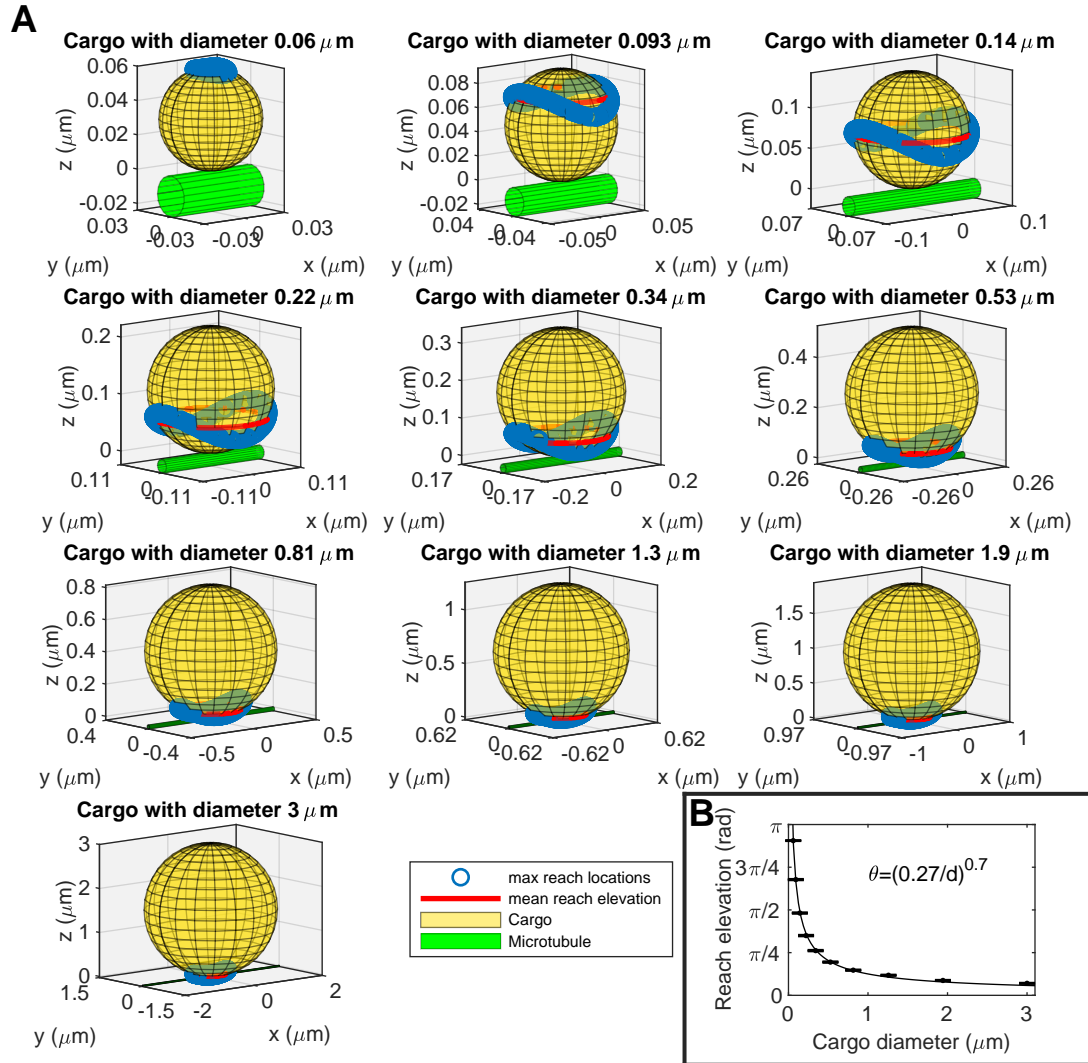 A
Cargo with diameter 0.06 μm
0.06
0.04
0.02
0
-0.02
z (μm)
0.03
0
-0.03
y (μm)
-0.03
0
0.03
x (μm)
Cargo with diameter 0.093 μm
0.08
0.06
0.04
0.02
0
-0.02
z (μm)
0.04
0
-0.04
y (μm)
-0.05
0
0.05
x (μm)
Cargo with diameter 0.14 μm
0.1
0.05
0
z (μm)
0.07
0
-0.07
y (μm)
-0.1
0
0.1
x (μm)
Cargo with diameter 0.22 μm
0.2
0.1
0
z (μm)
0.11
0
-0.11
y (μm)
-0.11
0
0.11
x (μm)
Cargo with diameter 0.34 μm
0.3
0.2
0.1
0
z (μm)
0.17
0
-0.17
y (μm)
-0.2
0
0.2
x (μm)
Cargo with diameter 0.53 μm
0.4
0.2
0
z (μm)
0.26
0
-0.26
y (μm)
-0.26
0
0.26
x (μm)
Cargo with diameter 0.81 μm
0.8
0.6
0.4
0.2
0
z (μm)
0.4
0
-0.4
y (μm)
-0.5
0
0.5
x (μm)
Cargo with diameter 1.3 μm
1
0.5
0
z (μm)
0.62
0
-0.62
y (μm)
-0.62
0
0.62
x (μm)
Cargo with diameter 1.9 μm
1.5
1
0.5
0
z (μm)
0.97
0
-0.97
y (μm)
-1
0
1
x (μm)
Cargo with diameter 3 μm
3
2
1
0
z (μm)
1.5
0
-1.5
y (μm)
-2
0
2
x (μm)
max reach locations
mean reach elevation
Cargo
Microtubule
B
Reach elevation (rad)
π
3π/4
π/2
π/4
0
θ=(0.27/d)^0.7
0 1 2 3
Cargo diameter (μm)